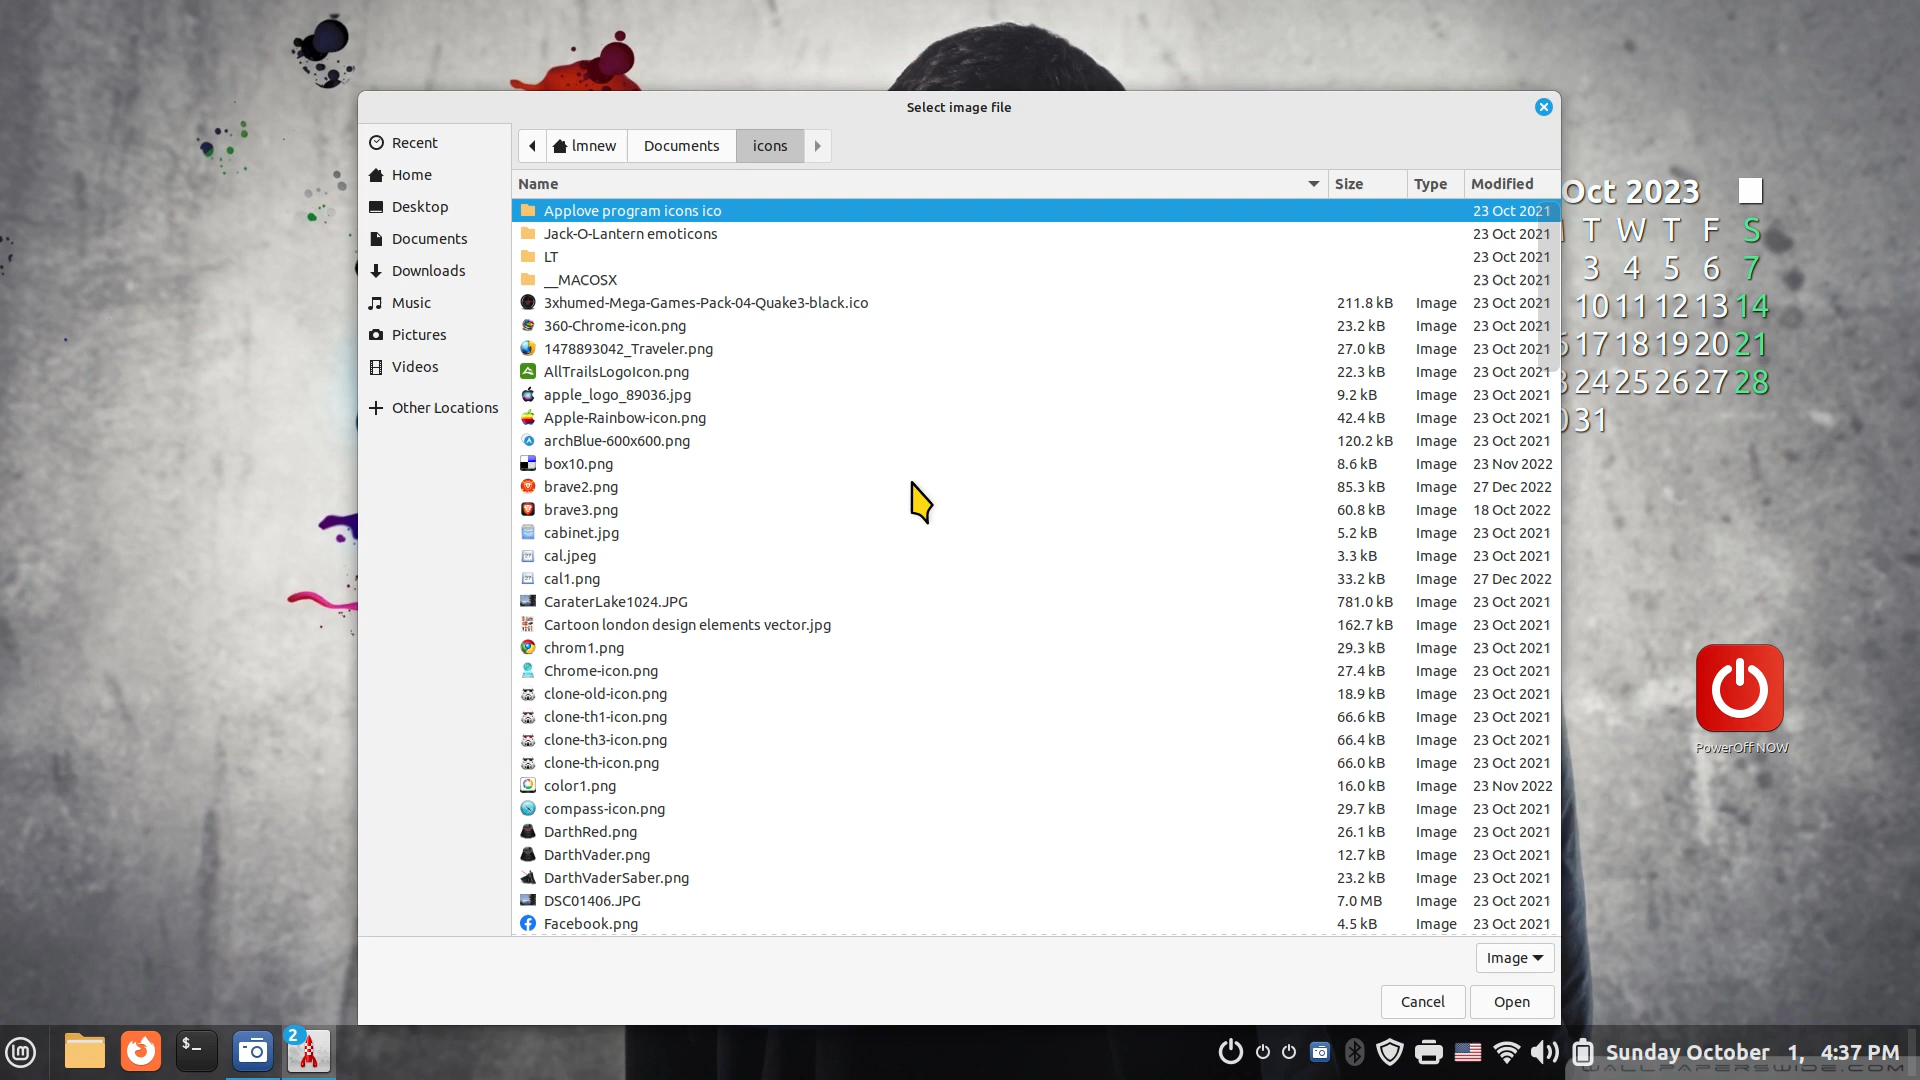 Select image file
Recent
Home
Desktop
Documents
Downloads
Music
Pictures
Videos
Other Locations
lmnew Documents icons
Name Size Type Modified
Applove program icons ico 23 Oct 2021
Jack-O-Lantern emoticons 23 Oct 2021
LT 23 Oct 2021
__MACOSX 23 Oct 2021
3xhumed-Mega-Games-Pack-04-Quake3-black.ico 211.8 kB Image 23 Oct 2021
360-Chrome-icon.png 23.2 kB Image 23 Oct 2021
1478893042_Traveler.png 27.0 kB Image 23 Oct 2021
AllTrailsLogoIcon.png 22.3 kB Image 23 Oct 2021
apple_logo_89036.jpg 9.2 kB Image 23 Oct 2021
Apple-Rainbow-icon.png 42.4 kB Image 23 Oct 2021
archBlue-600x600.png 120.2 kB Image 23 Oct 2021
box10.png 8.6 kB Image 23 Nov 2022
brave2.png 85.3 kB Image 27 Dec 2022
brave3.png 60.8 kB Image 18 Oct 2022
cabinet.jpg 5.2 kB Image 23 Oct 2021
cal.jpeg 3.3 kB Image 23 Oct 2021
cal1.png 33.2 kB Image 27 Dec 2022
CaraterLake1024.JPG 781.0 kB Image 23 Oct 2021
Cartoon london design elements vector.jpg 162.7 kB Image 23 Oct 2021
chrom1.png 29.3 kB Image 23 Oct 2021
Chrome-icon.png 27.4 kB Image 23 Oct 2021
clone-old-icon.png 18.9 kB Image 23 Oct 2021
clone-th1-icon.png 66.6 kB Image 23 Oct 2021
clone-th3-icon.png 66.4 kB Image 23 Oct 2021
clone-th-icon.png 66.0 kB Image 23 Oct 2021
color1.png 16.0 kB Image 23 Nov 2022
compass-icon.png 29.7 kB Image 23 Oct 2021
DarthRed.png 26.1 kB Image 23 Oct 2021
DarthVader.png 12.7 kB Image 23 Oct 2021
DarthVaderSaber.png 23.2 kB Image 23 Oct 2021
DSC01406.JPG 7.0 MB Image 23 Oct 2021
Facebook.png 4.5 kB Image 23 Oct 2021
Image
Cancel Open
Oct 2023
T W T F S
3 4 5 6 7
10 11 12 13 14
17 18 19 20 21
24 25 26 27 28
31
PowerOff NOW
$_
2
Sunday October 1, 4:37 PM
WALLPAPERSWIDE.COM